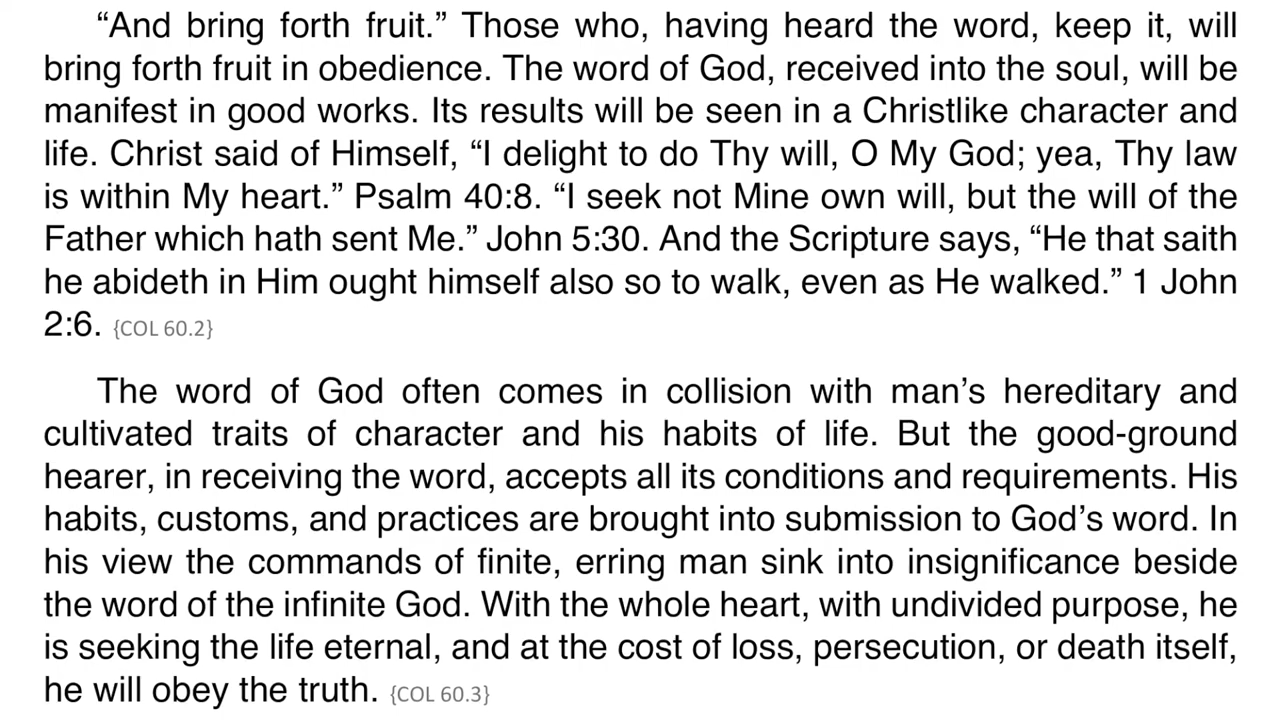 “And bring forth fruit.” Those who, having heard the word, keep it, will
bring forth fruit in obedience. The word of God, received into the soul, will be
manifest in good works. Its results will be seen in a Christlike character and
life. Christ said of Himself, “I delight to do Thy will, O My God; yea, Thy law
is within My heart.” Psalm 40:8. “I seek not Mine own will, but the will of the
Father which hath sent Me.” John 5:30. And the Scripture says, “He that saith
he abideth in Him ought himself also so to walk, even as He walked.” 1 John
2:6. {COL 60.2}
The word of God often comes in collision with man’s hereditary and
cultivated traits of character and his habits of life. But the good-ground
hearer, in receiving the word, accepts all its conditions and requirements. His
habits, customs, and practices are brought into submission to God’s word. In
his view the commands of finite, erring man sink into insignificance beside
the word of the infinite God. With the whole heart, with undivided purpose, he
is seeking the life eternal, and at the cost of loss, persecution, or death itself,
he will obey the truth. {COL 60.3}